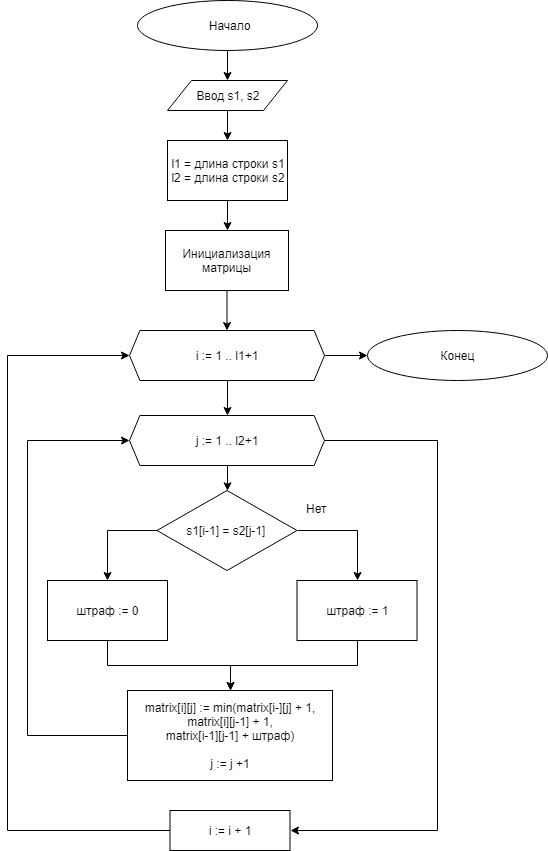 Начало
Ввод s1, s2
l1 = длина строки s1
l2 = длина строки s2
Инициализация
матрицы
i := 1 .. l1+1
Конец
j := 1 .. l2+1
Нет
s1[i-1] = s2[j-1]
штраф := 0
штраф := 1
matrix[i][j] := min(matrix[i-][j] + 1,
matrix[i][j-1] + 1,
matrix[i-1][j-1] + штраф)
j := j +1
i := i + 1